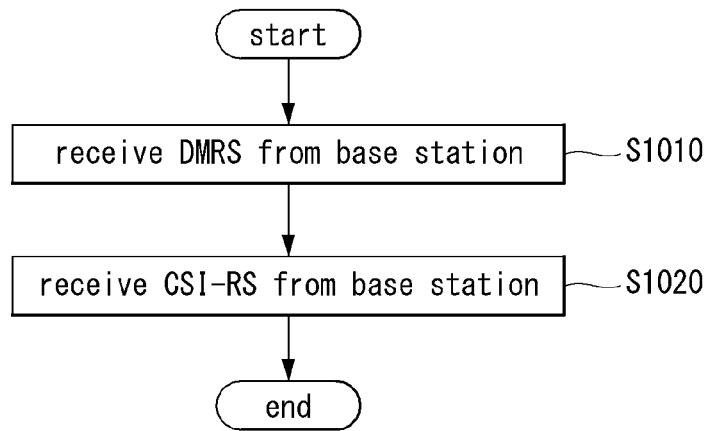 start
receive DMRS from base station
S1010
receive CSI-RS from base station
S1020
end